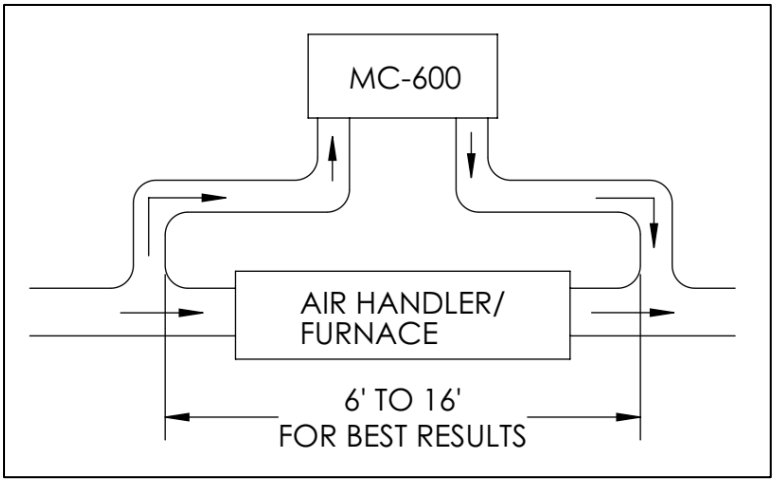 MC-600
AIR HANDLER/
FURNACE
6' TO 16'
FOR BEST RESULTS